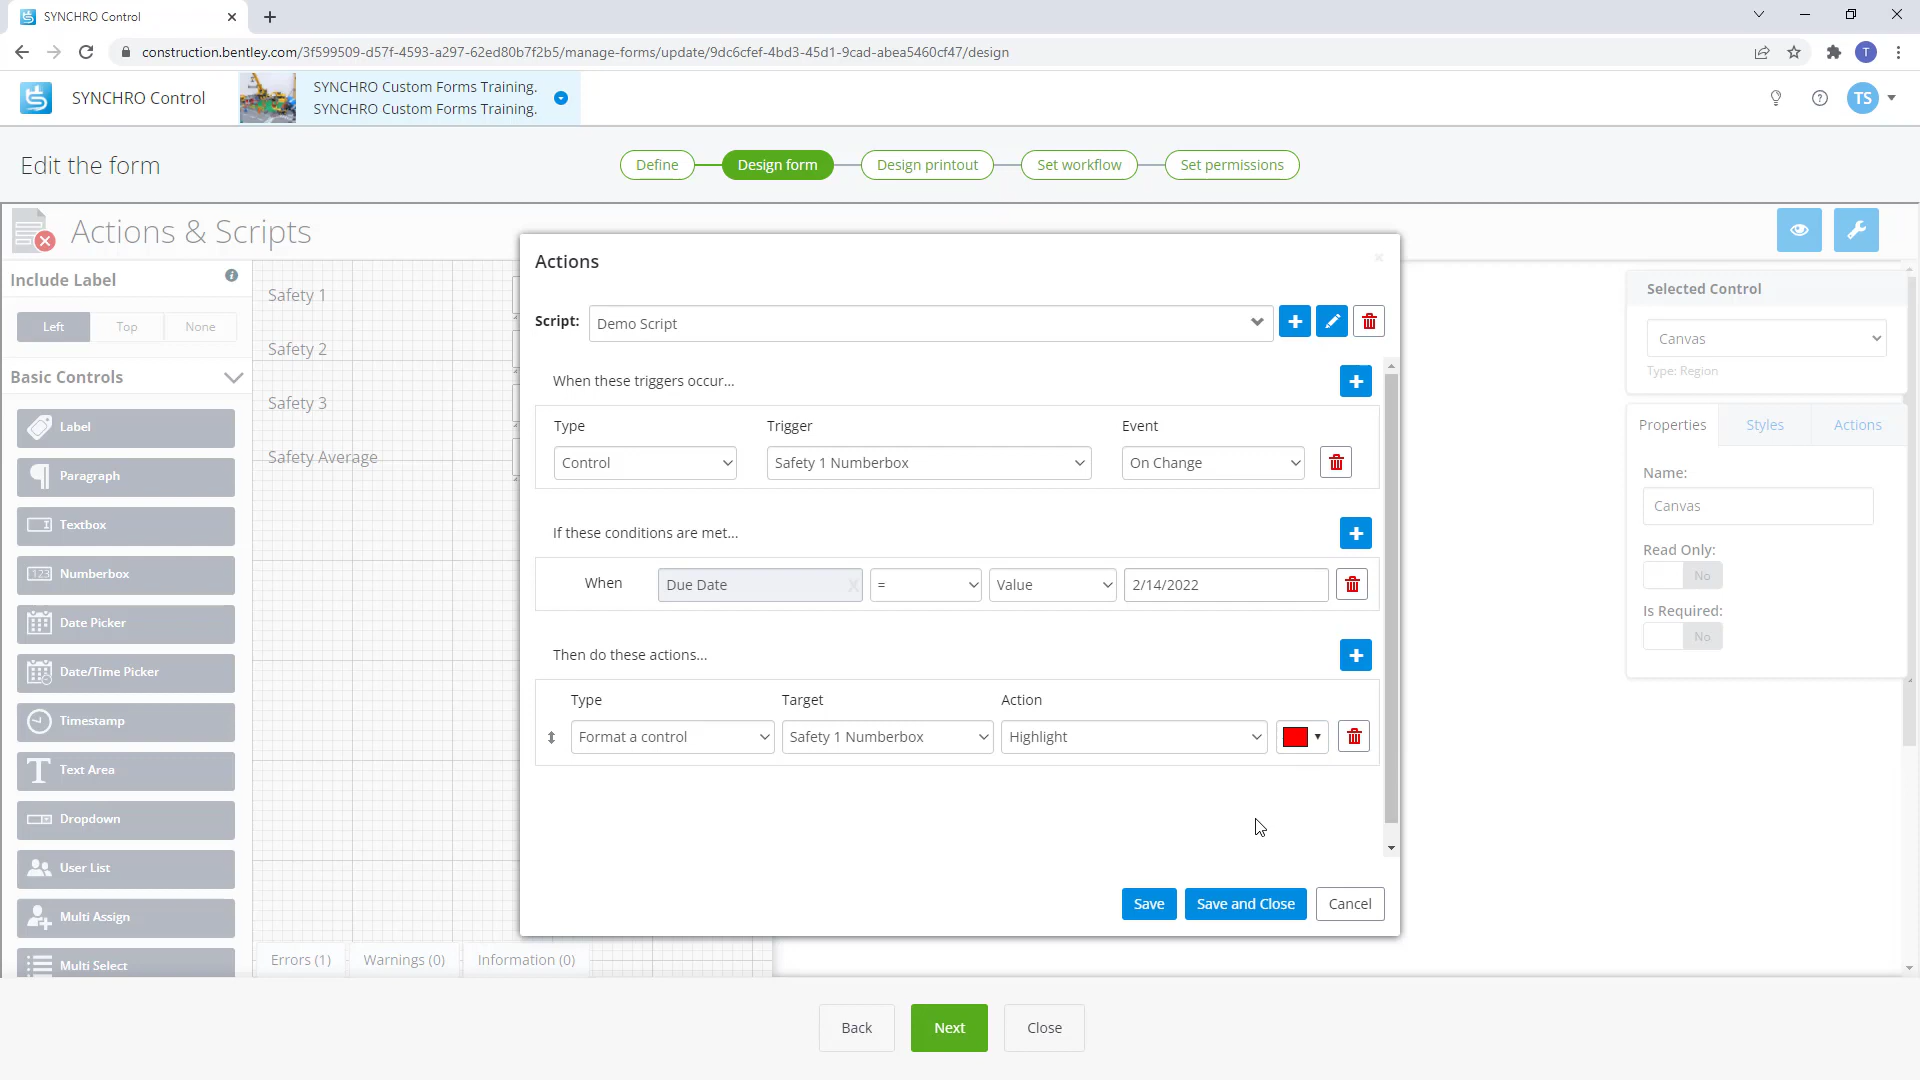 SYNCHRO Control
construction.bentley.com/3f599509-d57f-4593-a297-62ed80b7f2b5/manage-forms/update/9dc6cfef-4bd3-45d1-9cad-abea5460cf47/design
T
SYNCHRO Control
SYNCHRO Custom Forms Training.
SYNCHRO Custom Forms Training.
TS
Edit the form
Define
Design form
Design printout
Set workflow
Set permissions
Actions & Scripts
Include Label
Left
Top
None
Basic Controls
Label
Paragraph
Textbox
Numberbox
Date Picker
Date/Time Picker
Timestamp
Text Area
Dropdown
User List
Multi Assign
Multi Select
Safety 1
Safety 2
Safety 3
Safety Average
Errors (1)
Warnings (0)
Information (0)
Actions
Script:
Demo Script
When these triggers occur...
Type
Trigger
Event
Control
Safety 1 Numberbox
On Change
If these conditions are met...
When
Due Date
X
=
Value
2/14/2022
Then do these actions...
Type
Target
Action
Format a control
Safety 1 Numberbox
Highlight
Save
Save and Close
Cancel
Selected Control
Canvas
Type: Region
Properties
Styles
Actions
Name:
Canvas
Read Only:
No
Is Required:
No
Back
Next
Close